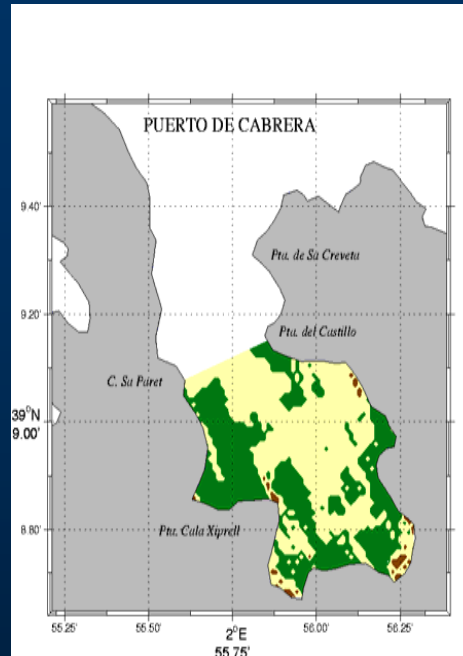 PUERTO DE CABRERA
9.40'
Pta. de Sa Creveta
9.20'
Pta. del Castillo
C. Sa Paret
39°N
9.00'
Pta. Cala Xiprell
8.80'
55.25' 55.50' 2°E 56.00' 56.25'
55.75'